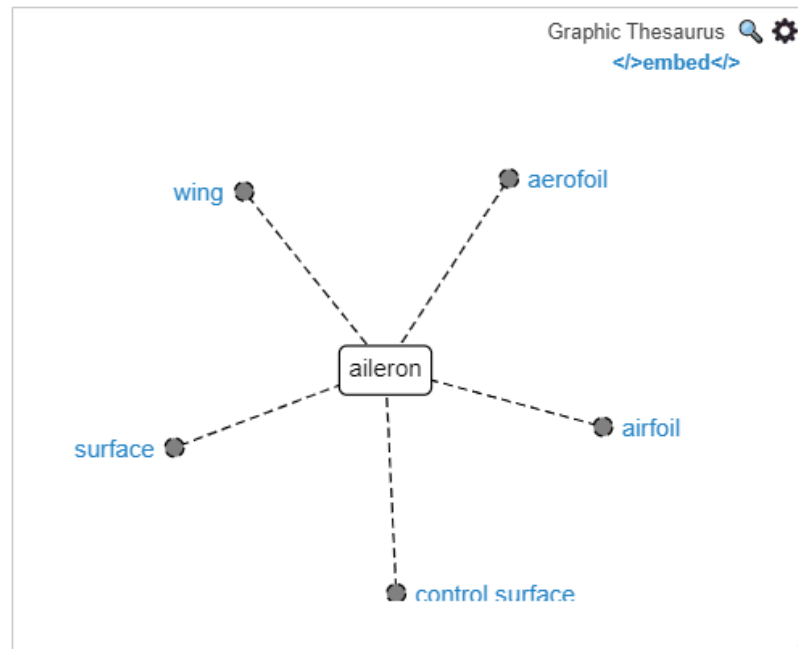 Graphic Thesaurus
</>embed</>
wing
aerofoil
aileron
airfoil
surface
control surface